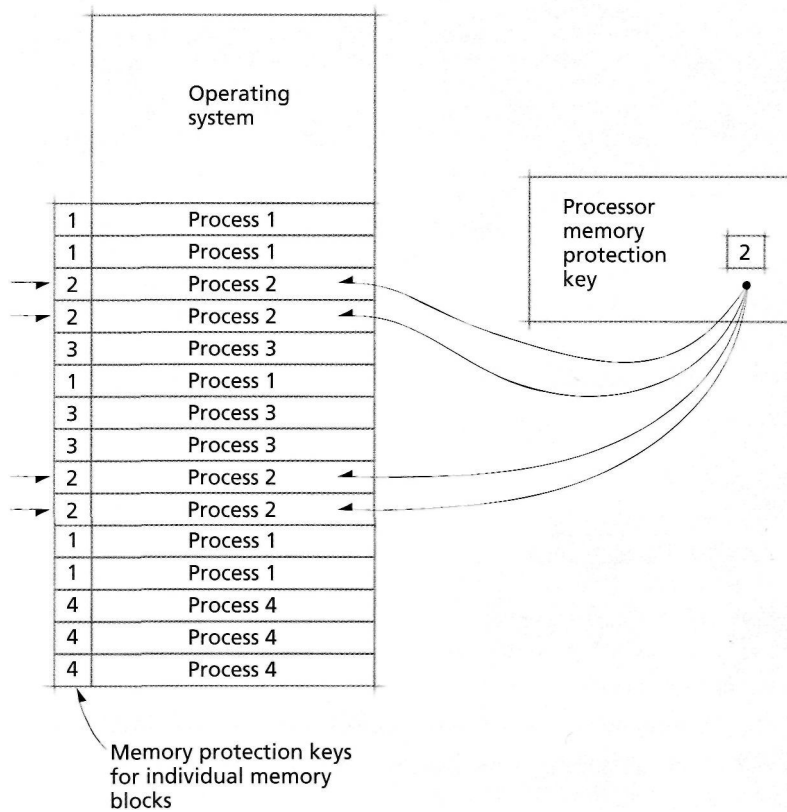 Operating
system
1 Process 1
1 Process 1
2 Process 2
2 Process 2
3 Process 3
1 Process 1
3 Process 3
3 Process 3
2 Process 2
2 Process 2
1 Process 1
1 Process 1
4 Process 4
4 Process 4
4 Process 4
Processor
memory
protection
key
2
Memory protection keys
for individual memory
blocks